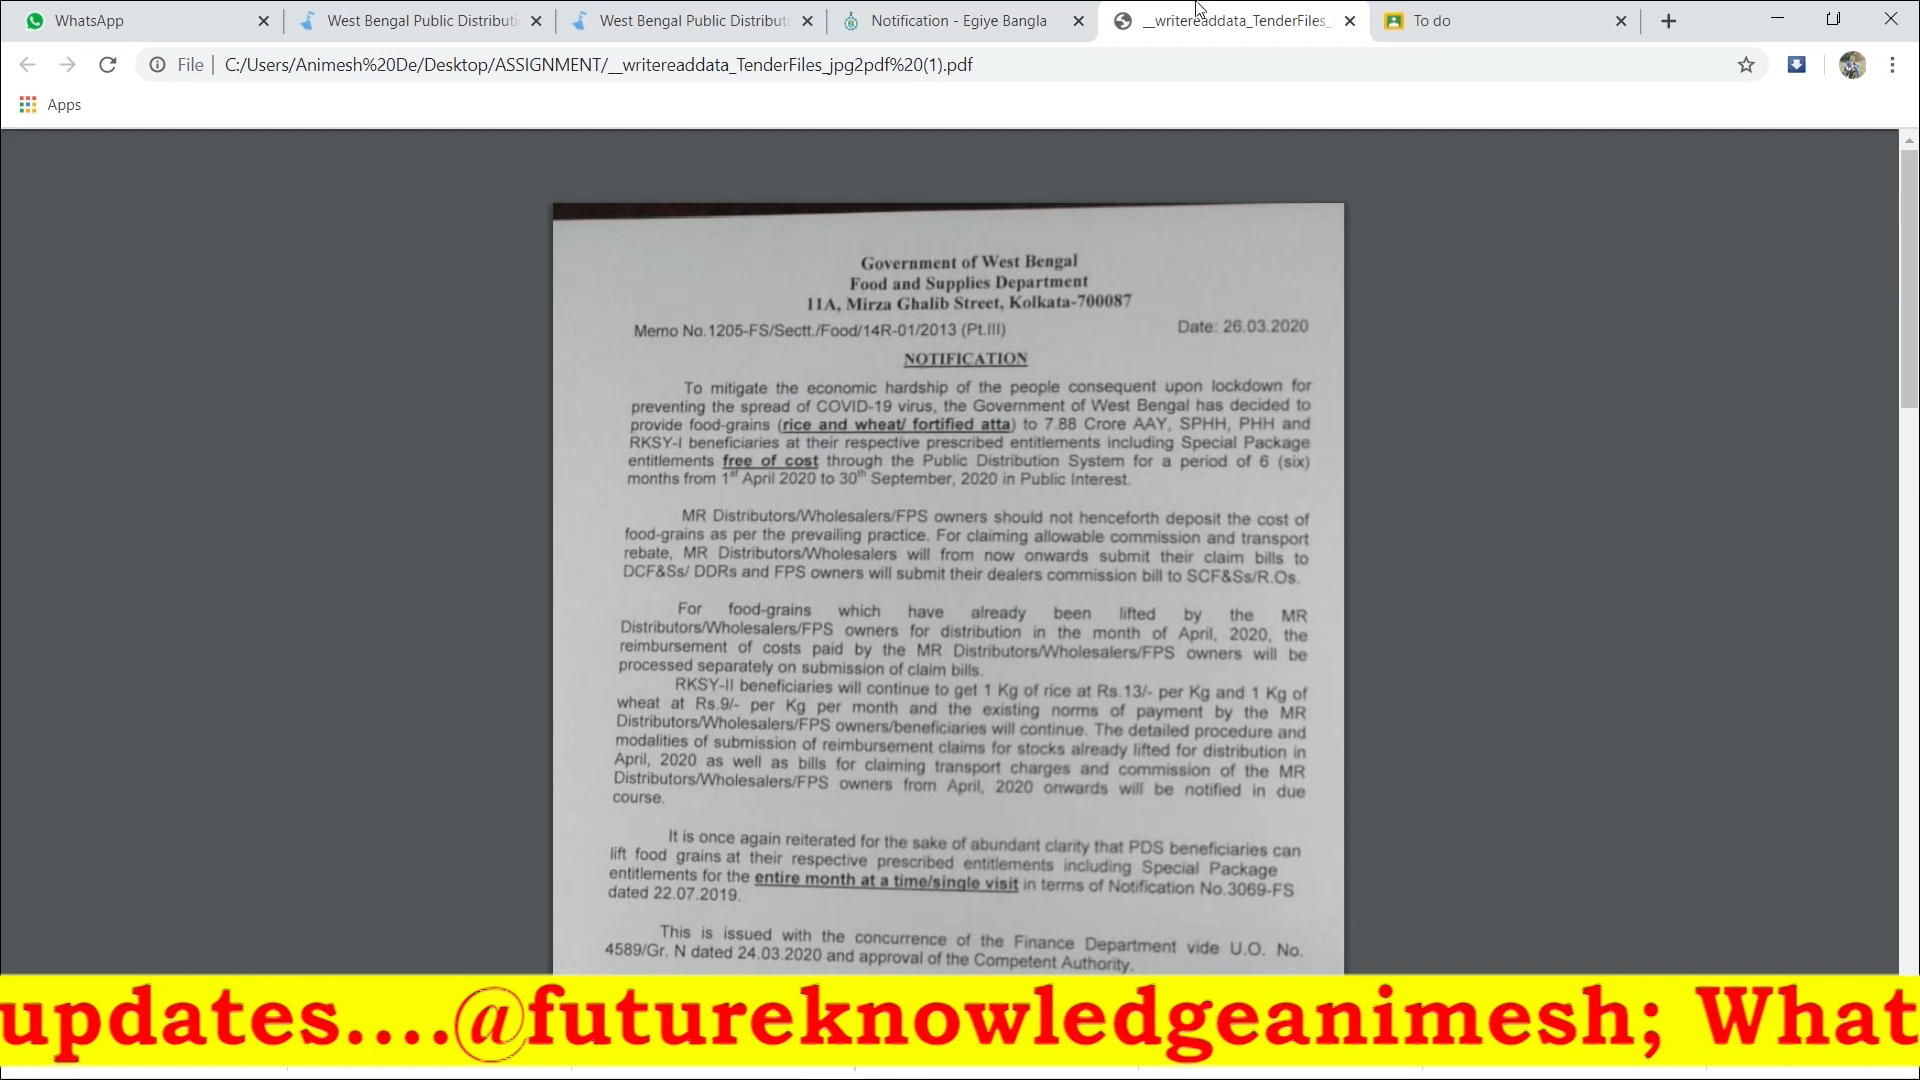 WhatsApp
West Bengal Public Distributi
West Bengal Public Distributi
Notification - Egiye Bangla
__writereaddata_TenderFiles_
To do
File
C:/Users/Animesh%20De/Desktop/ASSIGNMENT/__writereaddata_TenderFiles_jpg2pdf%20(1).pdf
Apps
Government of West Bengal
Food and Supplies Department
11A, Mirza Ghalib Street, Kolkata-700087
Memo No.1205-FS/Sectt./Food/14R-01/2013 (Pt.III) Date: 26.03.2020
NOTIFICATION
To mitigate the economic hardship of the people consequent upon lockdown for
preventing the spread of COVID-19 virus, the Government of West Bengal has decided to
provide food-grains (rice and wheat/ fortified atta) to 7.88 Crore AAY, SPHH, PHH and
RKSY-I beneficiaries at their respective prescribed entitlements including Special Package
entitlements free of cost through the Public Distribution System for a period of 6 (six)
months from 1st April 2020 to 30th September, 2020 in Public Interest.
MR Distributors/Wholesalers/FPS owners should not henceforth deposit the cost of
food-grains as per the prevailing practice. For claiming allowable commission and transport
rebate, MR Distributors/Wholesalers will from now onwards submit their claim bills to
DCF&Ss/ DDRs and FPS owners will submit their dealers commission bill to SCF&Ss/R.Os.
For food-grains which have already been lifted by the MR
Distributors/Wholesalers/FPS owners for distribution in the month of April, 2020, the
reimbursement of costs paid by the MR Distributors/Wholesalers/FPS owners will be
processed separately on submission of claim bills.
RKSY-II beneficiaries will continue to get 1 Kg of rice at Rs.13/- per Kg and 1 Kg of
wheat at Rs.9/- per Kg per month and the existing norms of payment by the MR
Distributors/Wholesalers/FPS owners/beneficiaries will continue. The detailed procedure and
modalities of submission of reimbursement claims for stocks already lifted for distribution in
April, 2020 as well as bills for claiming transport charges and commission of the MR
Distributors/Wholesalers/FPS owners from April, 2020 onwards will be notified in due
course.
It is once again reiterated for the sake of abundant clarity that PDS beneficiaries can
lift food grains at their respective prescribed entitlements including Special Package
entitlements for the entire month at a time/single visit in terms of Notification No.3069-FS
dated 22.07.2019.
This is issued with the concurrence of the Finance Department vide U.O. No.
4589/Gr. N dated 24.03.2020 and approval of the Competent Authority.
updates....@futureknowledgeanimesh; What